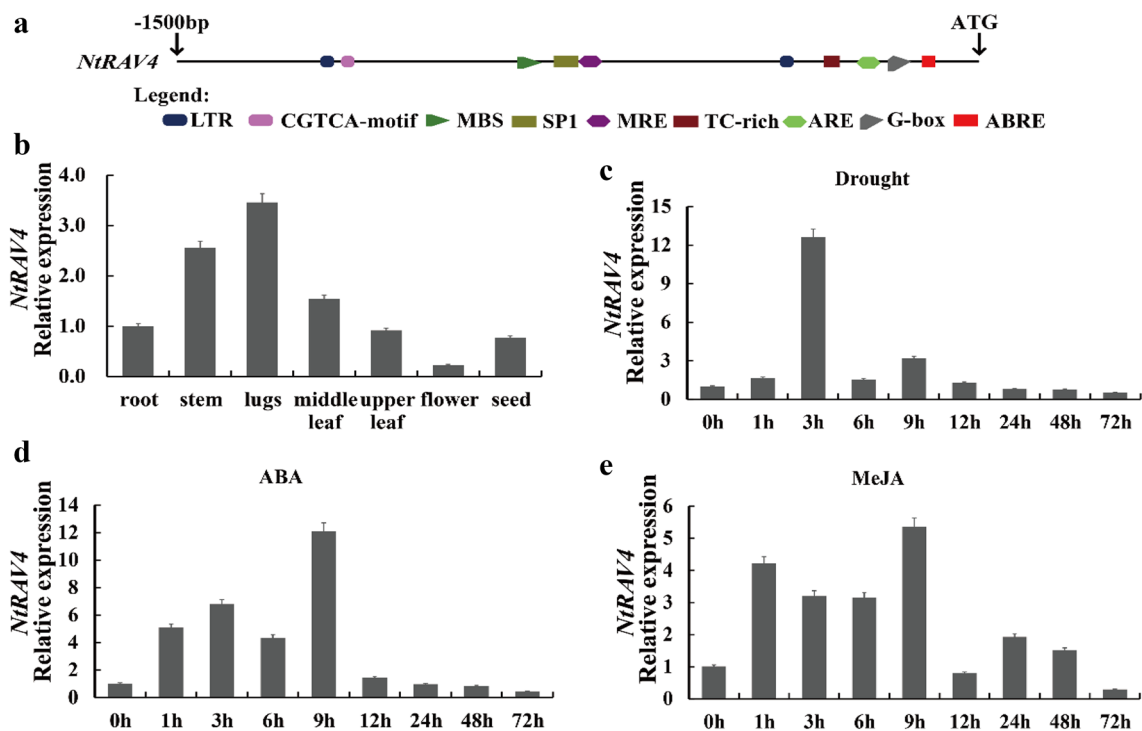 a
-1500bp
ATG
NtRAV4
Legend:
LTR CGTCA-motif MBS SP1 MRE TC-rich ARE G-box ABRE
b
NtRAV4
Relative expression
4.0
3.0
2.0
1.0
0.0
root stem lugs middle leaf upper leaf flower seed
c
Drought
NtRAV4
Relative expression
15
12
9
6
3
0
0h 1h 3h 6h 9h 12h 24h 48h 72h
d
ABA
NtRAV4
Relative expression
14
12
10
8
6
4
2
0
0h 1h 3h 6h 9h 12h 24h 48h 72h
e
MeJA
NtRAV4
Relative expression
6
5
4
3
2
1
0
0h 1h 3h 6h 9h 12h 24h 48h 72h